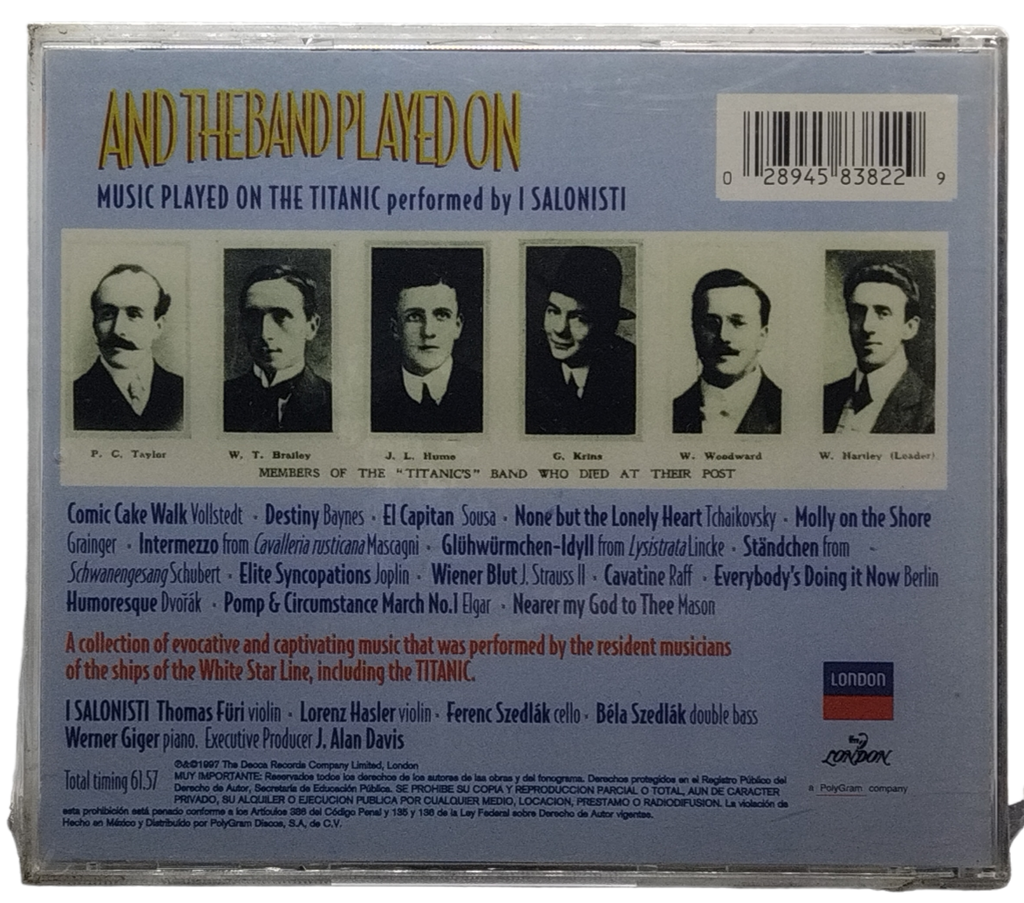 AND THE BAND PLAYED ON
MUSIC PLAYED ON THE TITANIC performed by I SALONISTI
0 28945 83822 9
P. C. Taylor
W. T. Brailey
J. L. Hume
G. Krins
W. Woodward
W. Hartley (Leader)
MEMBERS OF THE "TITANIC'S" BAND WHO DIED AT THEIR POST
Comic Cake Walk Vollstedt · Destiny Baynes · El Capitan Sousa · None but the Lonely Heart Tchaikovsky · Molly on the Shore
Grainger · Intermezzo from Cavalleria rusticana Mascagni · Glühwürmchen-Idyll from Lysistrata Lincke · Ständchen from
Schwanengesang Schubert · Elite Syncopations Joplin · Wiener Blut J. Strauss II · Cavatine Raff · Everybody's Doing it Now Berlin
Humoresque Dvořák · Pomp & Circumstance March No.1 Elgar · Nearer my God to Thee Mason
A collection of evocative and captivating music that was performed by the resident musicians
of the ships of the White Star Line, including the TITANIC.
I SALONISTI Thomas Füri violin · Lorenz Hasler violin · Ferenc Szedlák cello · Béla Szedlák double bass
Werner Giger piano. Executive Producer J. Alan Davis
LONDON
the
LONDON
a PolyGram company
Total timing 61.57
℗&©1997 The Decca Records Company Limited, London
MUY IMPORTANTE: Reservados todos los derechos de los autores de las obras y del fonograma. Derechos protegidos en el Registro Público del
Derecho de Autor, Secretaría de Educación Pública. SE PROHIBE SU COPIA Y REPRODUCCION PARCIAL O TOTAL, AUN DE CARACTER
PRIVADO, SU ALQUILER O EJECUCION PUBLICA POR CUALQUIER MEDIO, LOCACION, PRESTAMO O RADIODIFUSION. La violación de
esta prohibición está penada conforme a los Artículos 386 del Código Penal y 135 y 136 de la Ley Federal sobre Derecho de Autor vigentes.
Hecho en México y Distribuido por PolyGram Discos, S.A. de C.V.